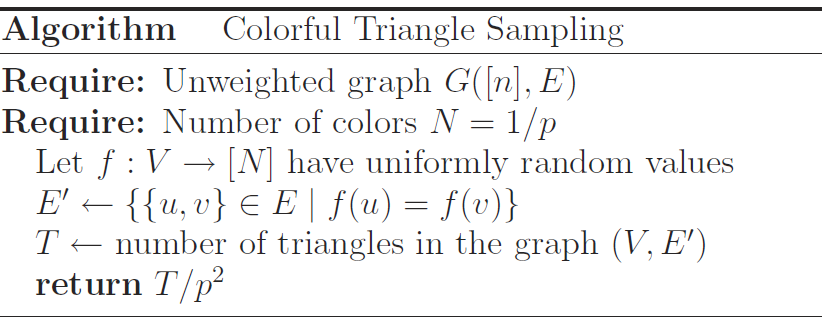 Algorithm Colorful Triangle Sampling
Require: Unweighted graph G([n], E)
Require: Number of colors N = 1/p
Let f : V → [N] have uniformly random values
E′ ← {{u, v} ∈ E | f(u) = f(v)}
T ← number of triangles in the graph (V, E′)
return T/p²